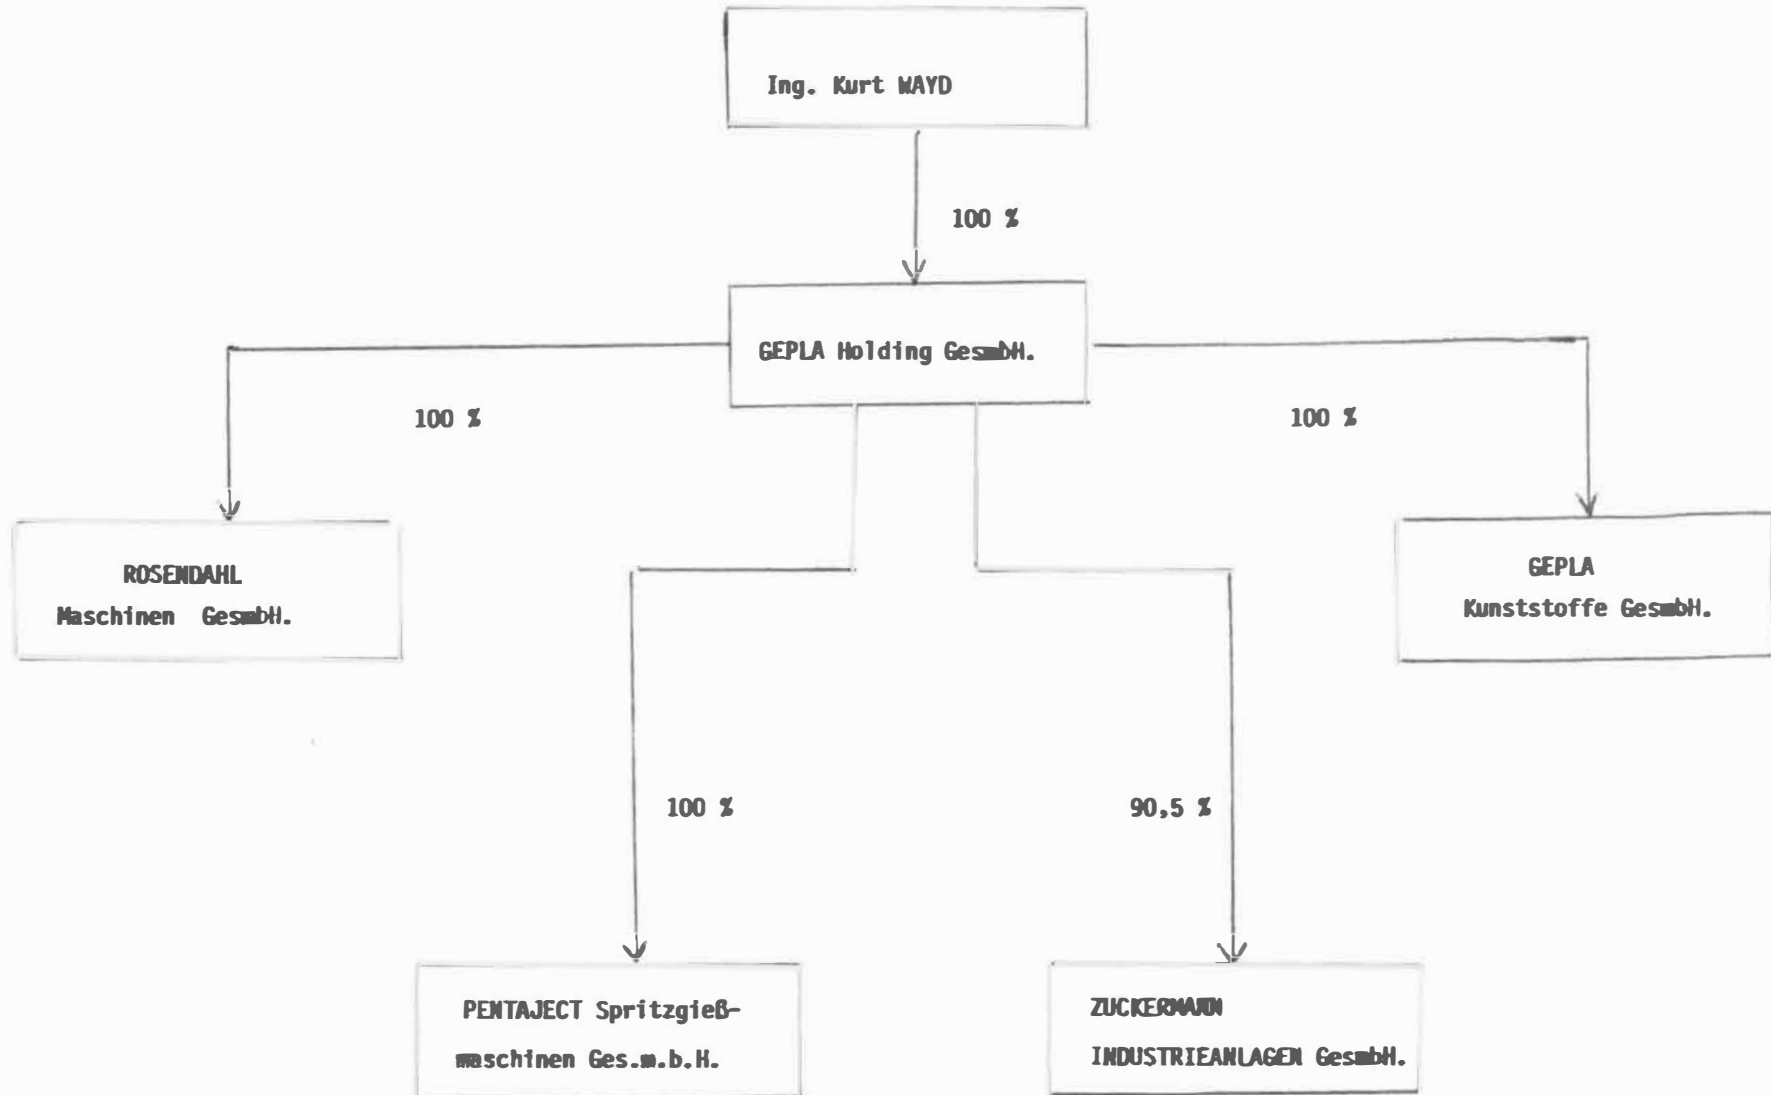 Ing. Kurt WAYD
100 %
GEPLA Holding GesmbH.
100 %
100 %
ROSENDAHL
Maschinen GesmbH.
GEPLA
Kunststoffe GesmbH.
100 %
90,5 %
PENTAJECT Spritzgieß-
maschinen Ges.m.b.H.
ZUCKERMANN
INDUSTRIEANLAGEN GesmbH.